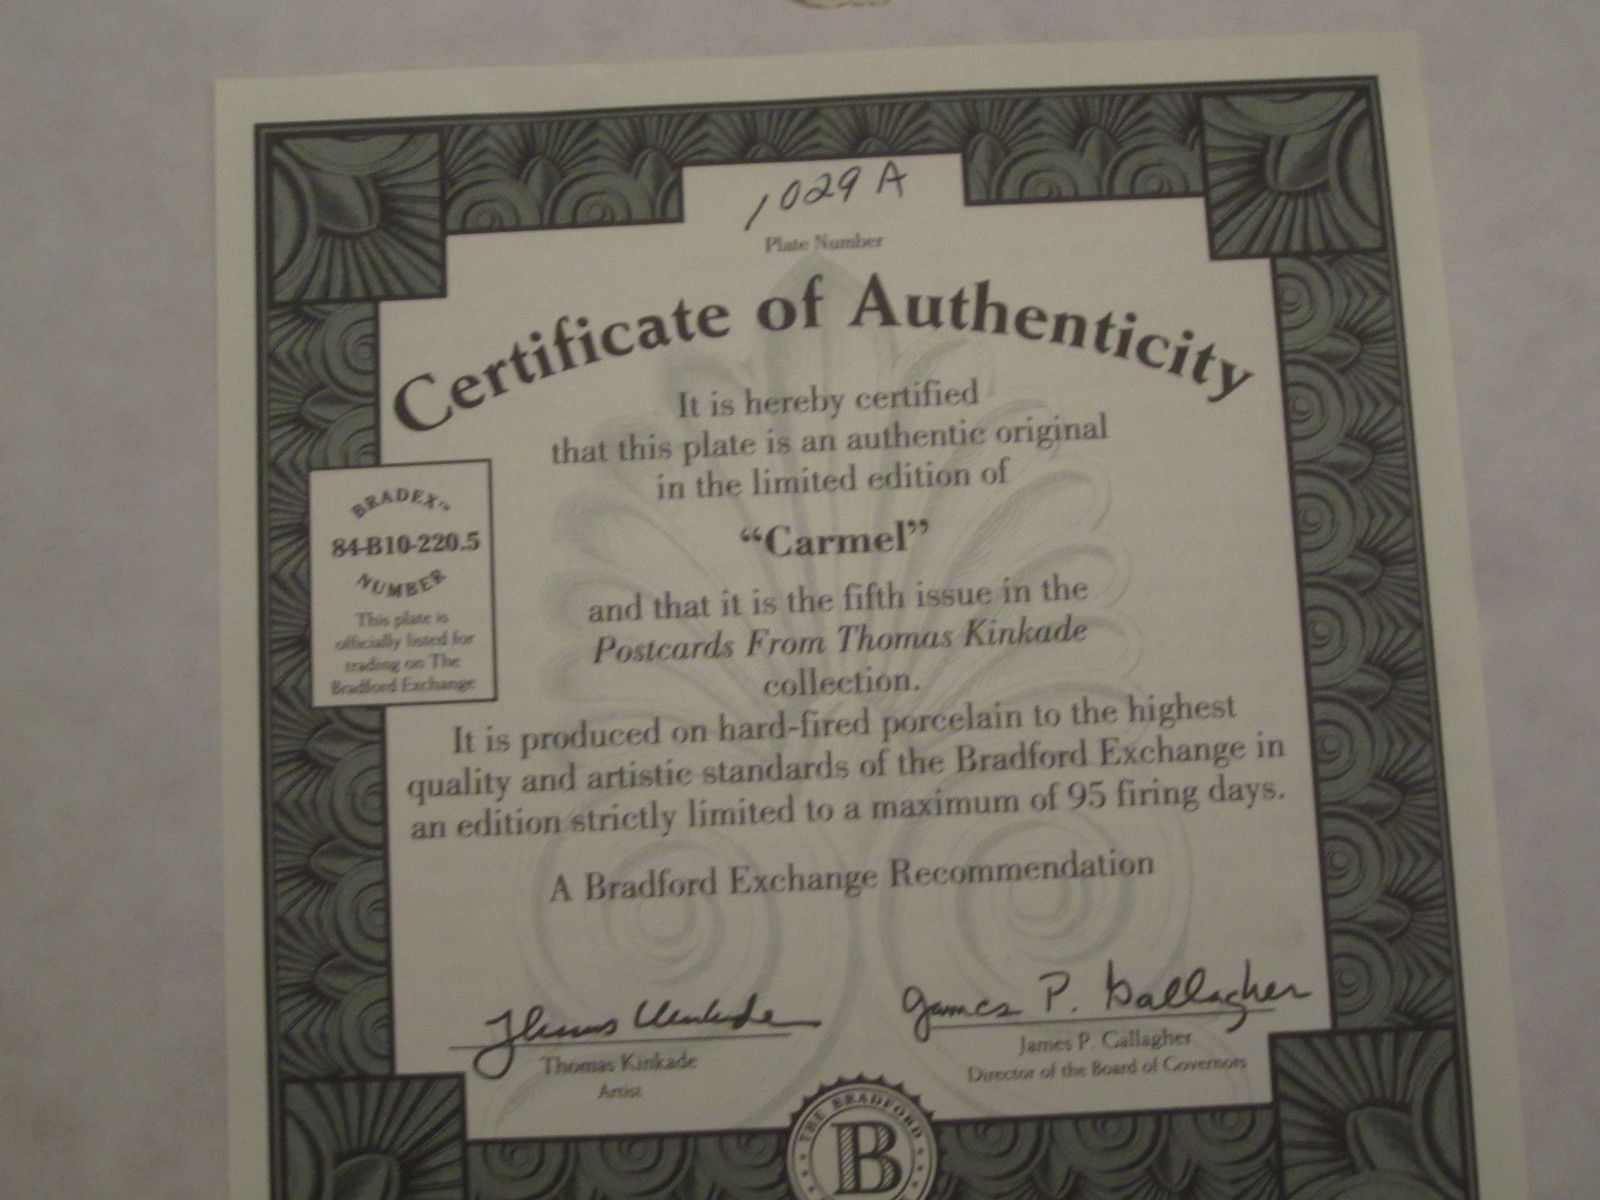 1029 A
Plate Number
Certificate of Authenticity
It is hereby certified
that this plate is an authentic original
in the limited edition of
“Carmel”
and that it is the fifth issue in the
Postcards From Thomas Kinkade
collection.
It is produced on hard-fired porcelain to the highest
quality and artistic standards of the Bradford Exchange in
an edition strictly limited to a maximum of 95 firing days.
A Bradford Exchange Recommendation
BRADEX™
84-B10-220.5
NUMBER
This plate is
officially listed for
trading on The
Bradford Exchange
Thomas Kinkade
Thomas Kinkade
Artist
James P. Gallagher
James P. Gallagher
Director of the Board of Governors
THE BRADFORD
B